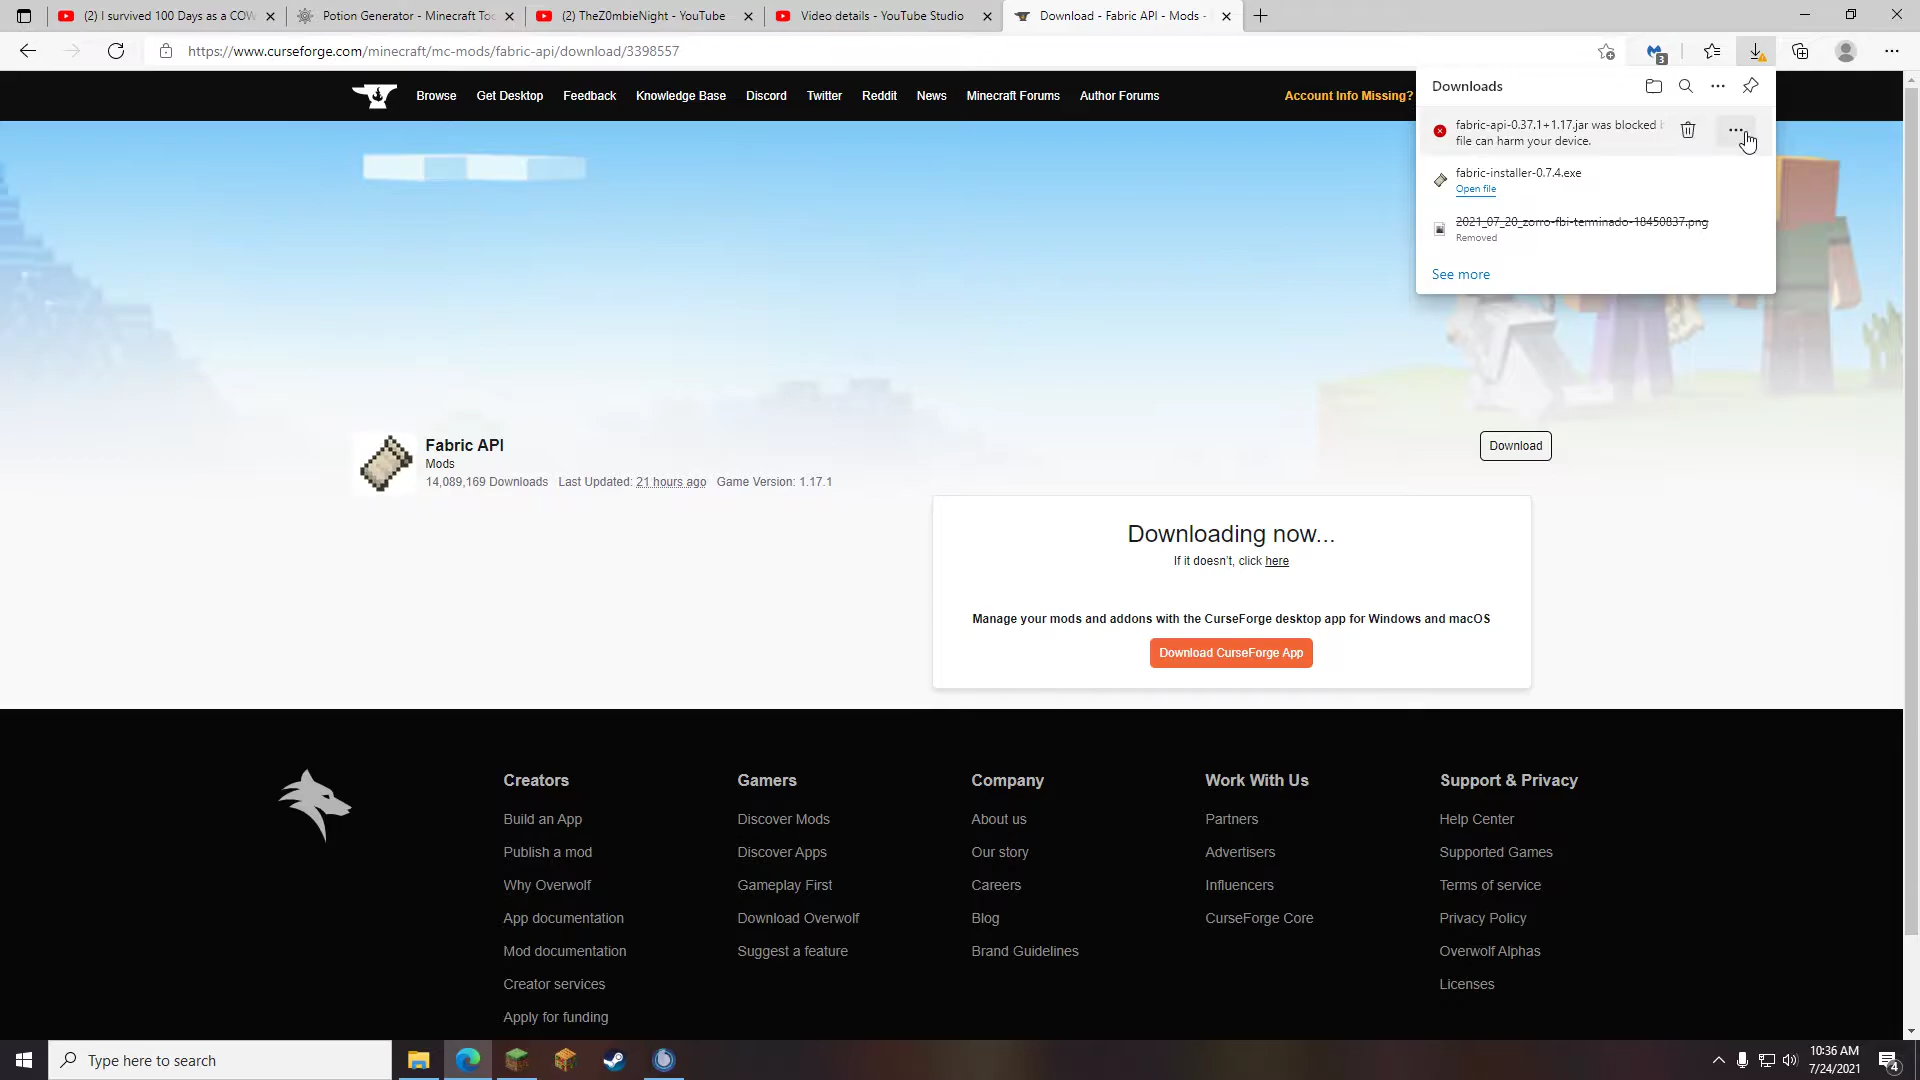 (2) I survived 100 Days as a COW
Potion Generator - Minecraft Too
(2) TheZ0mbieNight - YouTube
Video details - YouTube Studio
Download - Fabric API - Mods -
https://www.curseforge.com/minecraft/mc-mods/fabric-api/download/3398557
3
Browse
Get Desktop
Feedback
Knowledge Base
Discord
Twitter
Reddit
News
Minecraft Forums
Author Forums
Account Info Missing?
Downloads
fabric-api-0.37.1+1.17.jar was blocked
file can harm your device.
fabric-installer-0.7.4.exe
Open file
2021_07_20_zorro-fbi-terminado-18450837.png
Removed
See more
Fabric API
Mods
14,089,169 Downloads Last Updated: 21 hours ago Game Version: 1.17.1
Download
Downloading now...
If it doesn't, click here
Manage your mods and addons with the CurseForge desktop app for Windows and macOS
Download CurseForge App
Creators
Build an App
Publish a mod
Why Overwolf
App documentation
Mod documentation
Creator services
Apply for funding
Gamers
Discover Mods
Discover Apps
Gameplay First
Download Overwolf
Suggest a feature
Company
About us
Our story
Careers
Blog
Brand Guidelines
Work With Us
Partners
Advertisers
Influencers
CurseForge Core
Support & Privacy
Help Center
Supported Games
Terms of service
Privacy Policy
Overwolf Alphas
Licenses
Type here to search
10:36 AM
7/24/2021
4